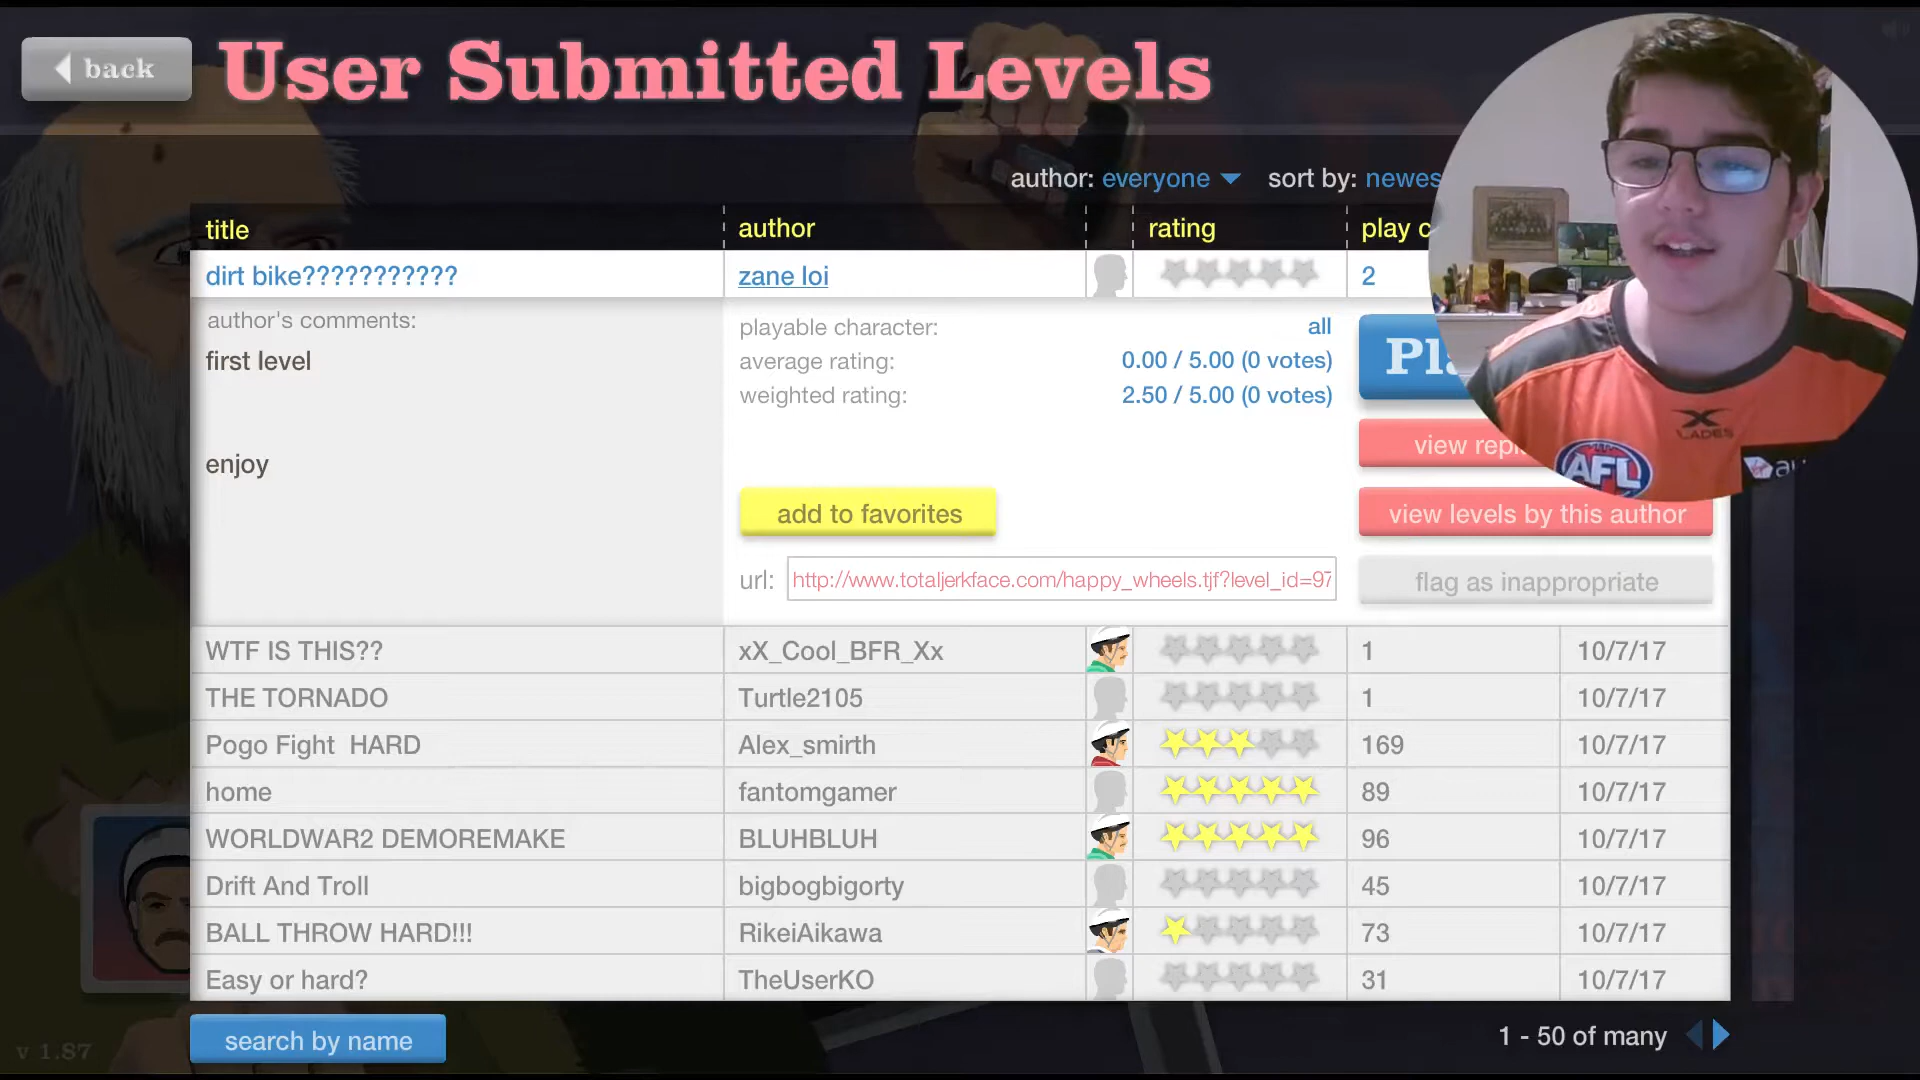 back
User Submitted Levels
author: everyone sort by: newes
title author rating play c
dirt bike??????????? zane loi 2
author's comments:
first level
enjoy
playable character: all
average rating: 0.00 / 5.00 (0 votes)
weighted rating: 2.50 / 5.00 (0 votes)
add to favorites
url: http://www.totaljerkface.com/happy_wheels.tjf?level_id=97
Pla
view repl
view levels by this author
flag as inappropriate
X
LADES
AFL
au
WTF IS THIS?? xX_Cool_BFR_Xx 1 10/7/17
THE TORNADO Turtle2105 1 10/7/17
Pogo Fight HARD Alex_smirth 169 10/7/17
home fantomgamer 89 10/7/17
WORLDWAR2 DEMOREMAKE BLUHBLUH 96 10/7/17
Drift And Troll bigbogbigorty 45 10/7/17
BALL THROW HARD!!! RikeiAikawa 73 10/7/17
Easy or hard? TheUserKO 31 10/7/17
search by name
1 - 50 of many
v 1.87